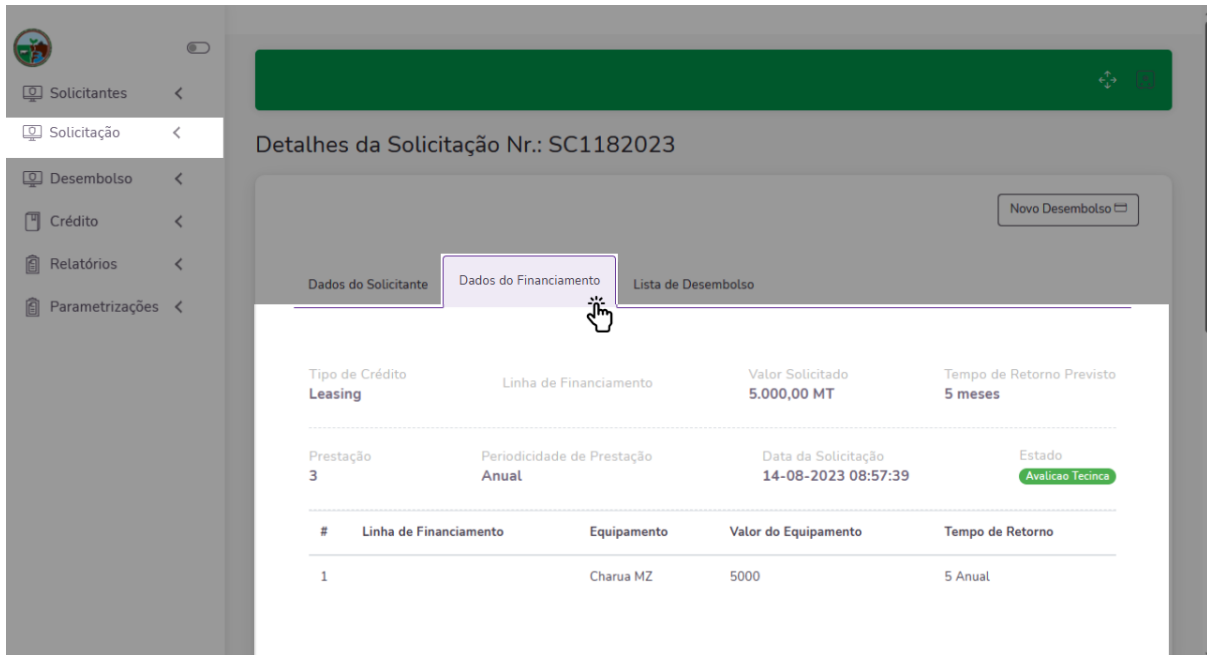 Solicitantes
Solicitação
Desembolso
Crédito
Relatórios
Parametrizações
Detalhes da Solicitação Nr.: SC1182023
Novo Desembolso
Dados do Solicitante Dados do Financiamento Lista de Desembolso
Tipo de Crédito Linha de Financiamento Valor Solicitado Tempo de Retorno Previsto
Leasing 5.000,00 MT 5 meses
Prestação Periodicidade de Prestação Data da Solicitação Estado
3 Anual 14-08-2023 08:57:39 Avalicao Tecinca
# Linha de Financiamento Equipamento Valor do Equipamento Tempo de Retorno
1 Charua MZ 5000 5 Anual